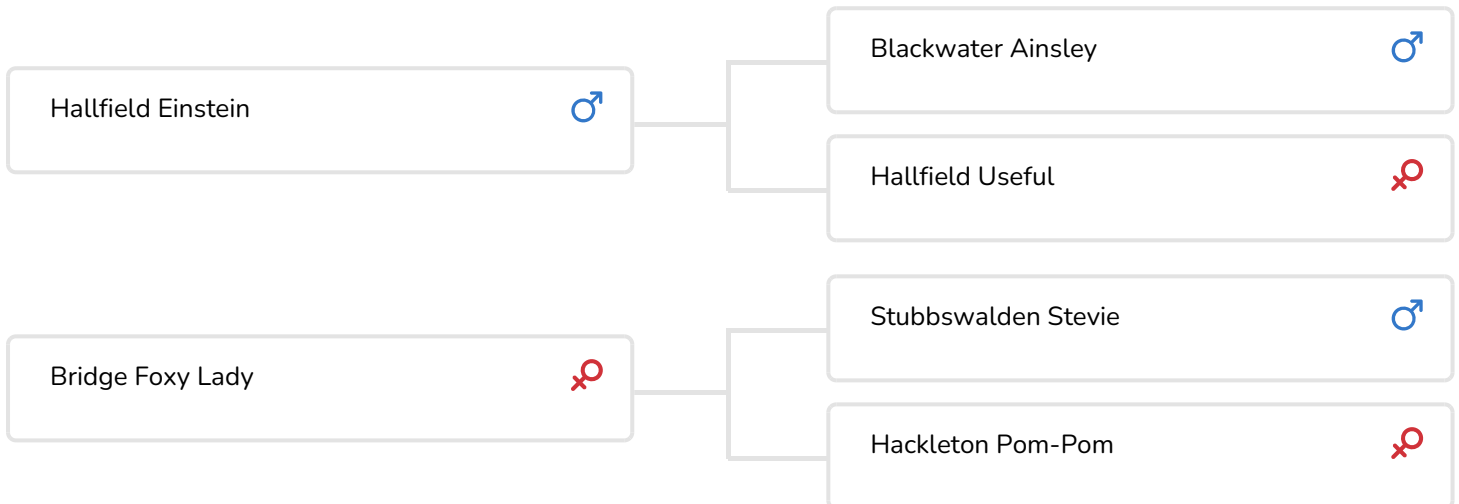 Blackwater Ainsley
Hallfield Einstein
Hallfield Useful
Stubbswalden Stevie
Bridge Foxy Lady
Hackleton Pom-Pom